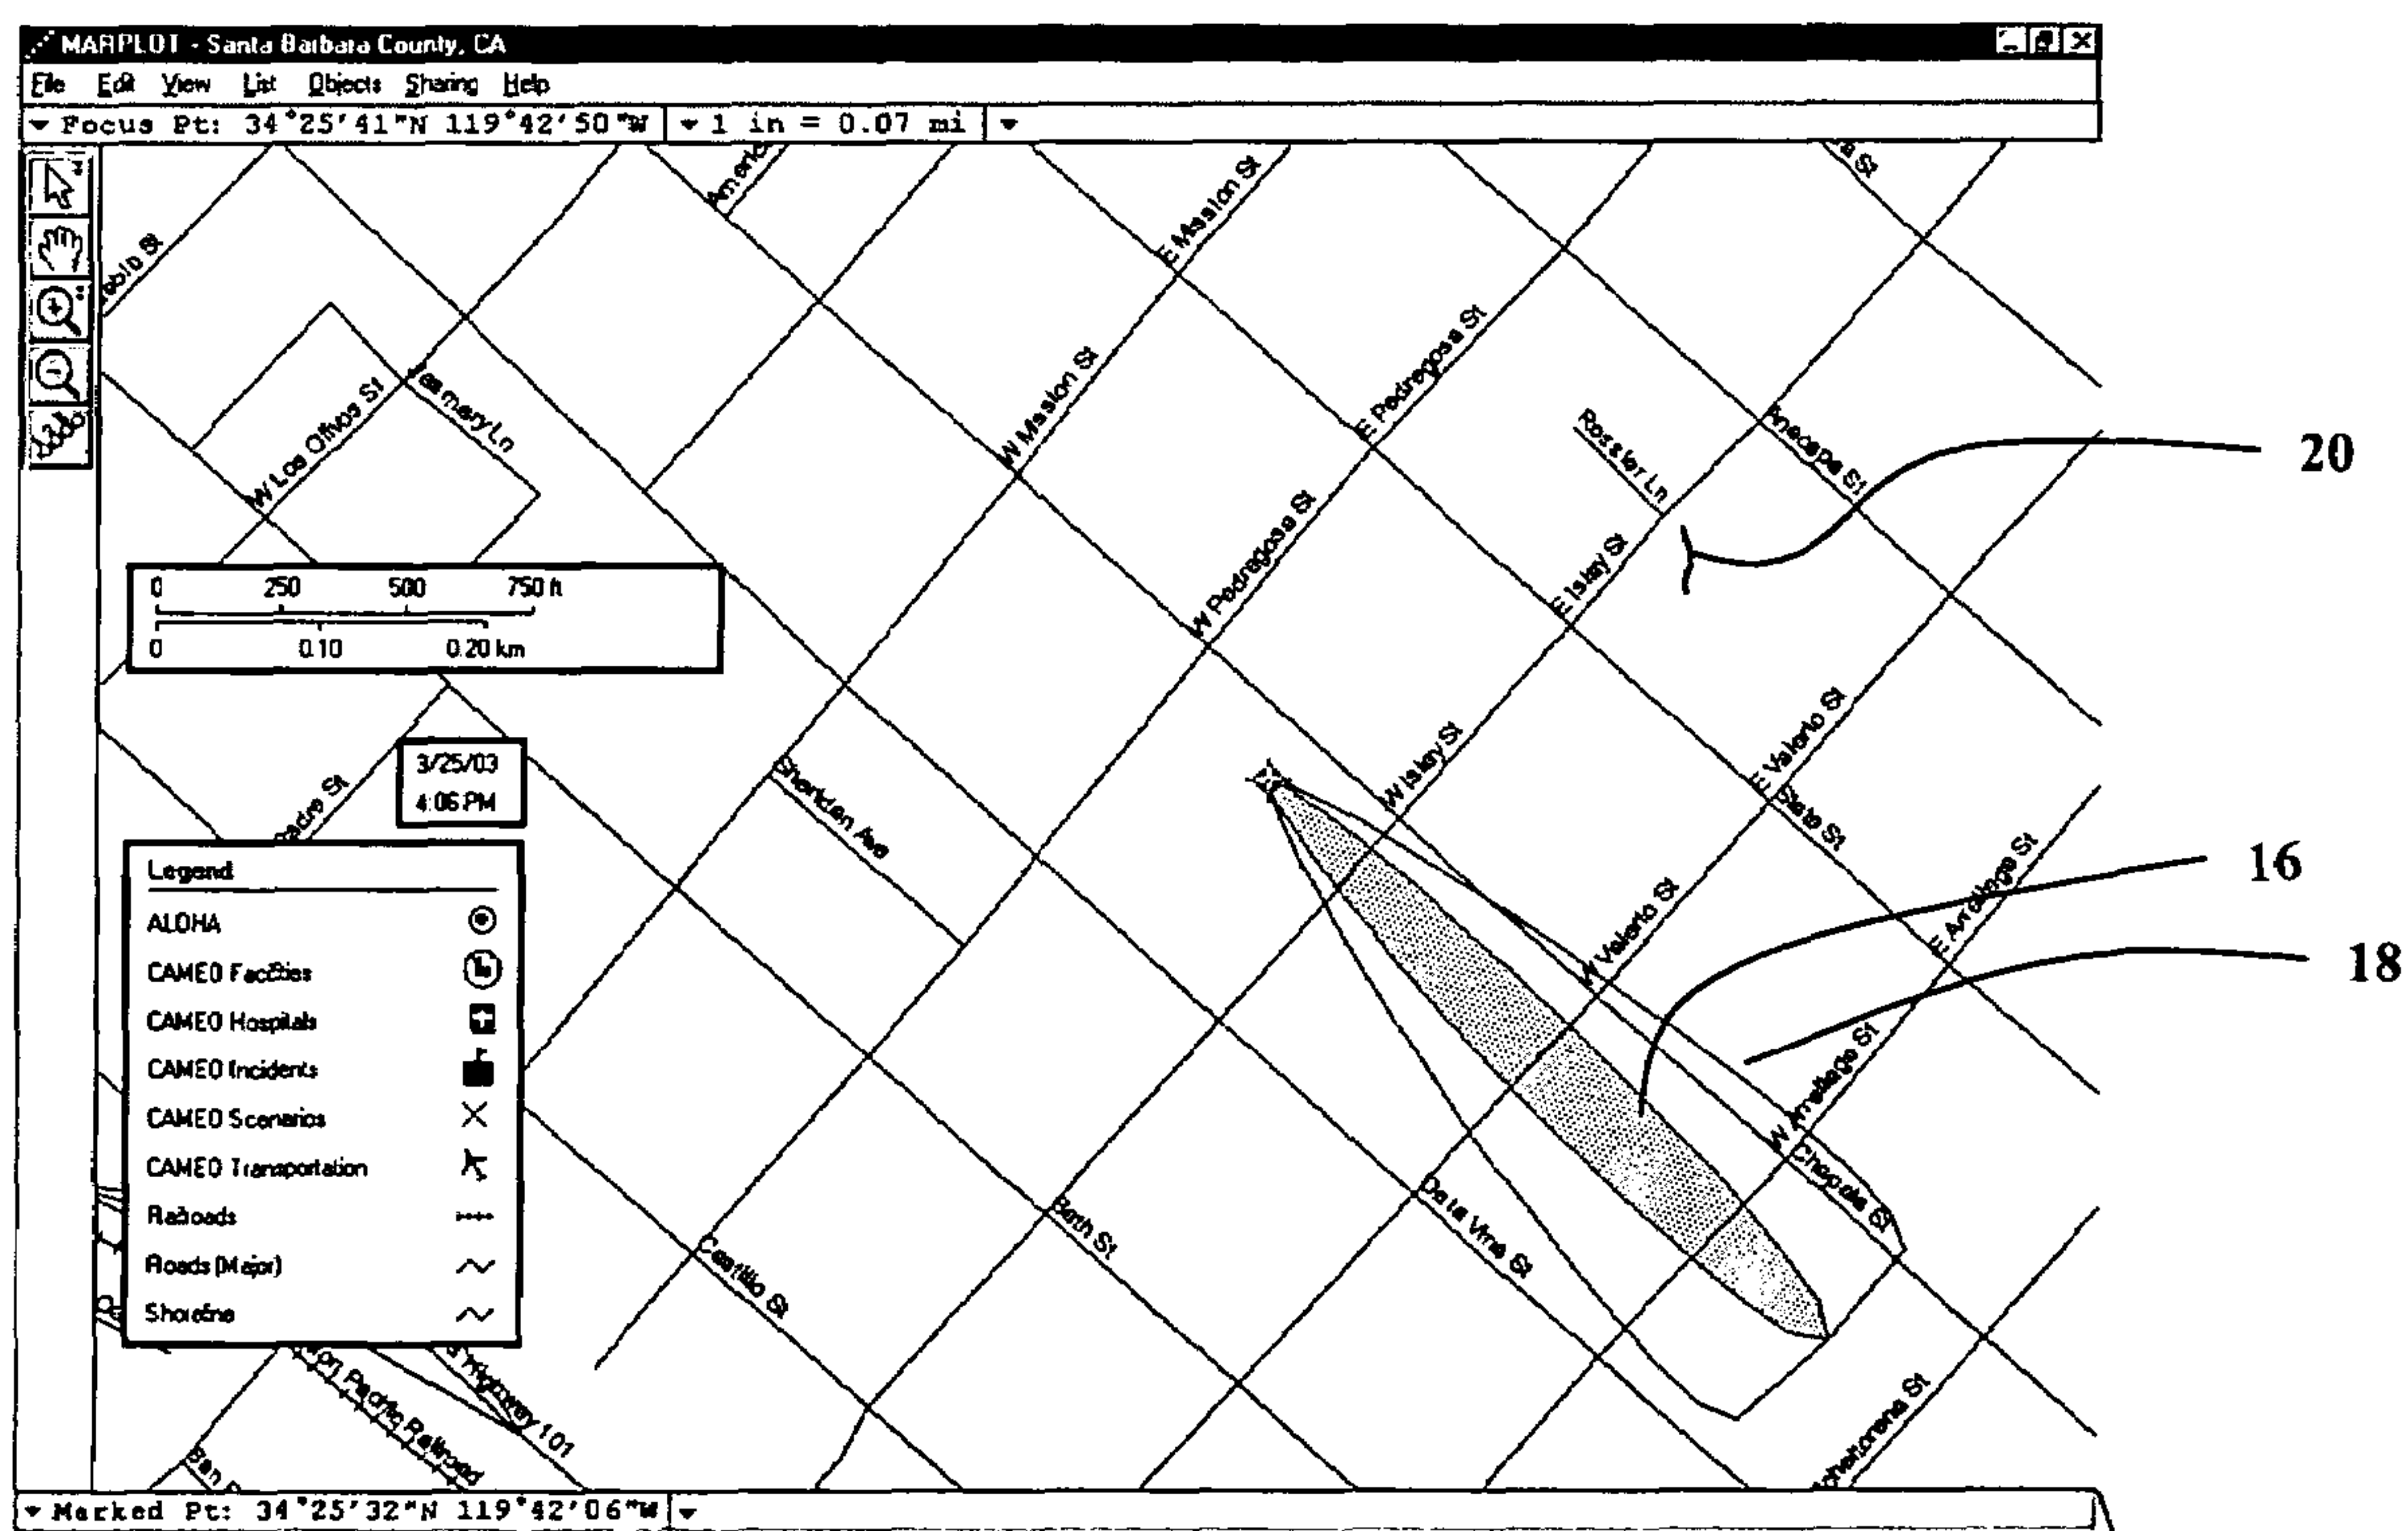 MARPLOT - Santa Barbara County, CA
File Edit View List Objects Sharing Help
Focus Pt: 34°25'41"N 119°42'50"W 1 in = 0.07 mi
a St
E Mission St
W Mission St
E Pedregosa St
W Los Olivos St
Rossier Ln
Anacapa St
20
W Pedregosa St
0 250 500 750 ft
0 0.10 0.20 km
E Islay St
E Valerio St
W Islay St
State St
3/25/03
4:06 PM
Sheridan Ave
E Arrellaga St
16
W Valerio St
18
W Arrellaga St
Chapala St
Legend
ALOHA
CAMEO Facilities
CAMEO Hospitals
CAMEO Incidents
CAMEO Scenarios
CAMEO Transportation
Railroads
Roads (Major)
Shoreline
Bath St
De la Vina St
Castillo St
Pacific Railroad
101
Marked Pt: 34°25'32"N 119°42'06"W